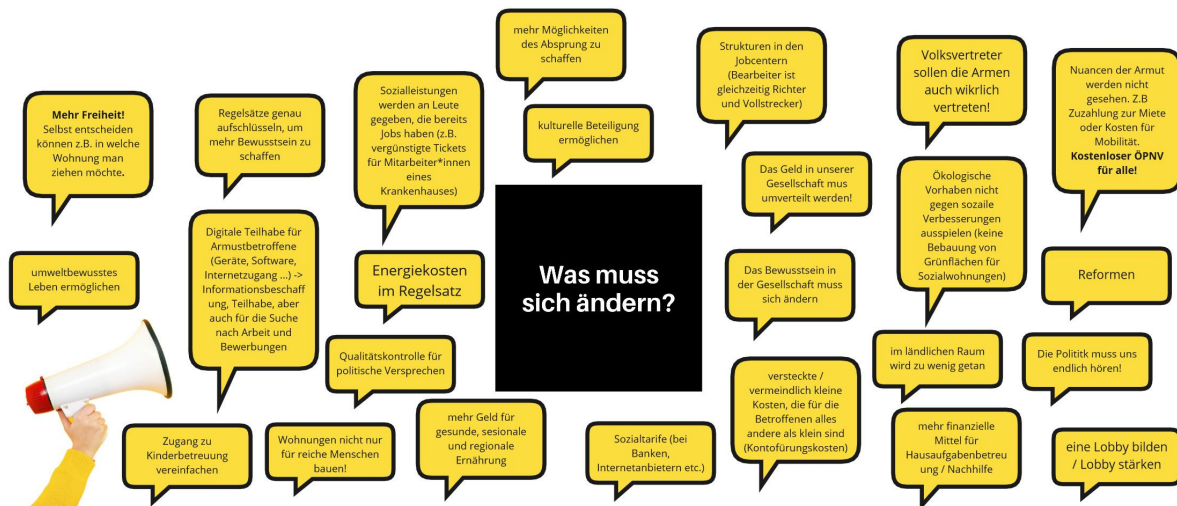 mehr Möglichkeiten
des Absprung zu
schaffen
Strukturen in den
Jobcentern
(Bearbeiter ist
gleichzeitig Richter
und Vollstrecker)
Volksvertreter
sollen die Armen
auch wikrlich
vertreten!
Nuancen der Armut
werden nicht
gesehen. Z.B
Zuzahlung zur Miete
oder Kosten für
Mobilität.
Kostenloser ÖPNV
für alle!
Mehr Freiheit!
Selbst entscheiden
können z.B. in welche
Wohnung man
ziehen möchte.
Regelsätze genau
aufschlüsseln, um
mehr Bewusstsein zu
schaffen
Sozialleistungen
werden an Leute
gegeben, die bereits
Jobs haben (z.B.
vergünstigte Tickets
für Mitarbeiter*innen
eines
Krankenhauses)
kulturelle Beteiligung
ermöglichen
Das Geld in unserer
Gesellschaft mus
umverteilt werden!
Ökologische
Vorhaben nicht
gegen sozaile
Verbesserungen
ausspielen (keine
Bebauung von
Grünflächen für
Sozialwohnungen)
umweltbewusstes
Leben ermöglichen
Digitale Teilhabe für
Armustbetroffene
(Geräte, Software,
Internetzugang ...) ->
Informationsbeschaff
ung, Teilhabe, aber
auch für die Suche
nach Arbeit und
Bewerbungen
Energiekosten
im Regelsatz
Was muss
sich ändern?
Das Bewusstsein in
der Gesellschaft muss
sich ändern
Reformen
Qualitätskontrolle für
politische Versprechen
im ländlichen Raum
wird zu wenig getan
Die Polititk muss uns
endlich hören!
Zugang zu
Kinderbetreuung
vereinfachen
Wohnungen nicht nur
für reiche Menschen
bauen!
mehr Geld für
gesunde, sesionale
und regionale
Ernährung
Sozialtarife (bei
Banken,
Internetanbietern etc.)
versteckte /
vermeindlich kleine
Kosten, die für die
Betroffenen alles
andere als klein sind
(Kontofürungskosten)
mehr finanzielle
Mittel für
Hausaufgabenbetreu
ung / Nachhilfe
eine Lobby bilden
/ Lobby stärken